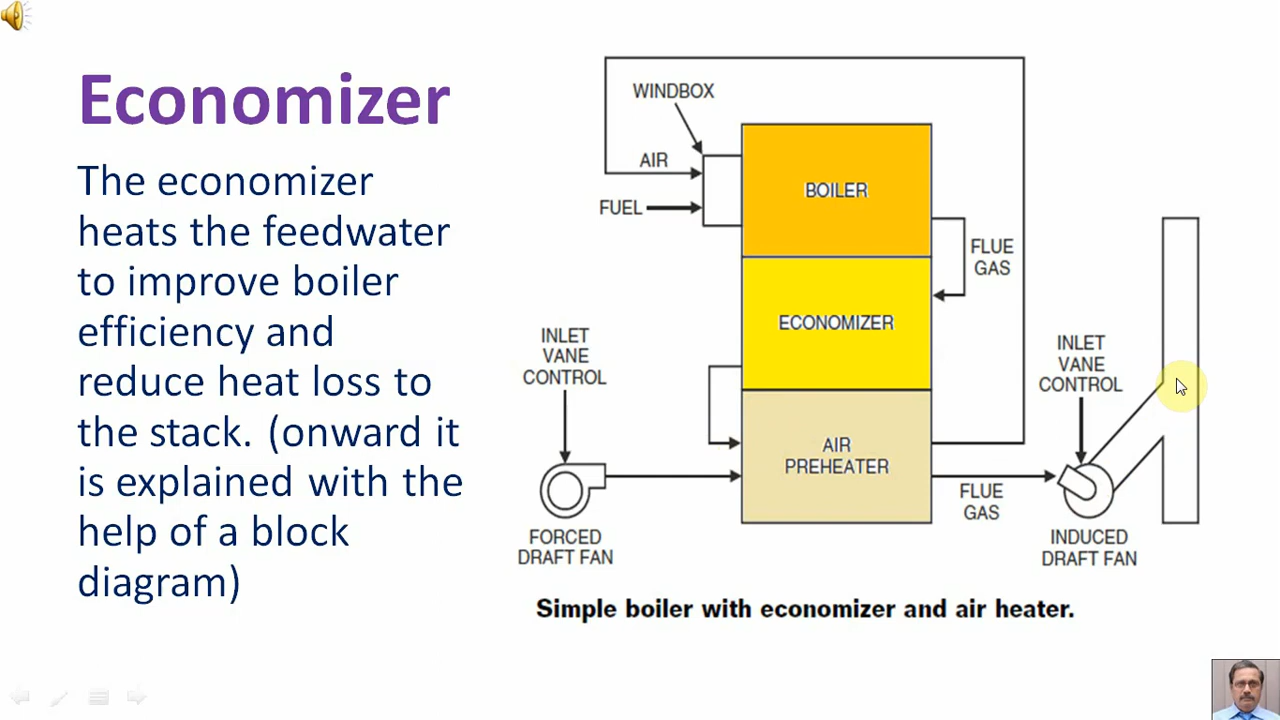 Economizer
The economizer
heats the feedwater
to improve boiler
efficiency and
reduce heat loss to
the stack. (onward it
is explained with the
help of a block
diagram)
WINDBOX
AIR
FUEL
BOILER
FLUE
GAS
ECONOMIZER
INLET
VANE
CONTROL
INLET
VANE
CONTROL
AIR
PREHEATER
FLUE
GAS
FORCED
DRAFT FAN
INDUCED
DRAFT FAN
Simple boiler with economizer and air heater.